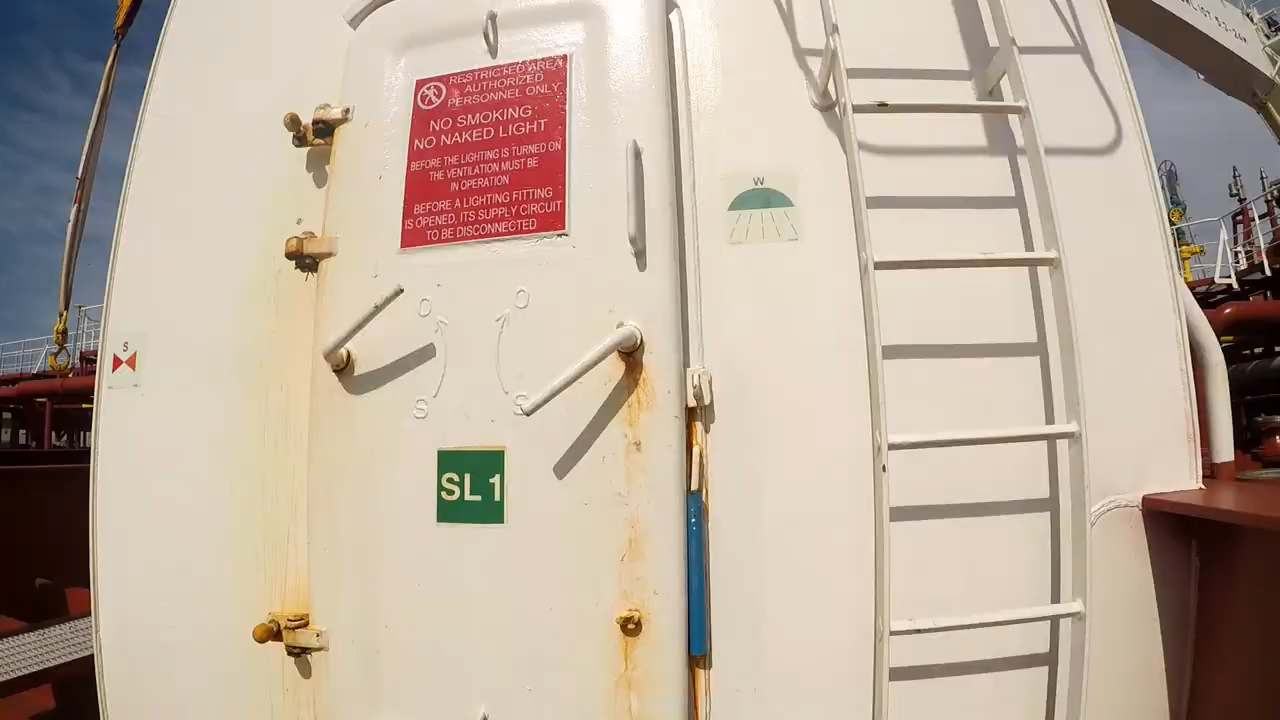 RESTRICTED AREA
AUTHORIZED
PERSONNEL ONLY
NO SMOKING
NO NAKED LIGHT
BEFORE THE LIGHTING IS TURNED ON
THE VENTILATION MUST BE
IN OPERATION
BEFORE A LIGHTING FITTING
IS OPENED, ITS SUPPLY CIRCUIT
TO BE DISCONNECTED
W
O
O
S
S
S
SL 1